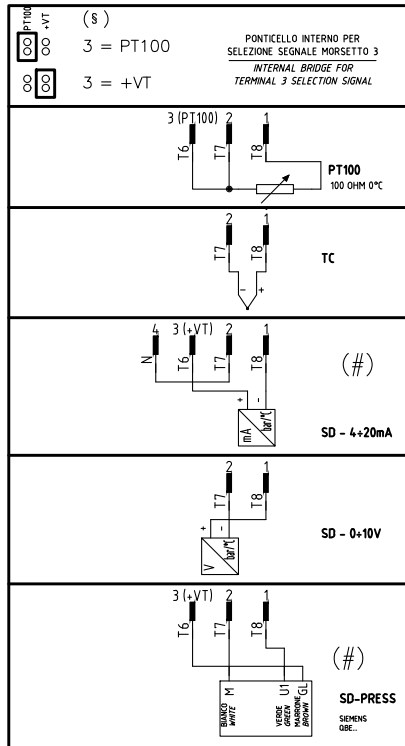 PT100
+VT
(§)
3 = PT100
3 = +VT
PONTICELLO INTERNO PER
SELEZIONE SEGNALE MORSETTO 3
INTERNAL BRIDGE FOR
TERMINAL 3 SELECTION SIGNAL
3 (PT100) 2 1
T6 T7 T8
PT100
100 OHM 0°C
2 1
T7 T8
- +
TC
4 3 (+VT) 2 1
N T6 T7 T8
(#)
+ -
mA bar/°C
SD - 4÷20mA
2 1
T7 T8
+ -
V bar/°C
SD - 0÷10V
3 (+VT) 2 1
T6 T7 T8
(#)
M U1 GL
BIANCO
WHITE
VERDE
GREEN
MARRONE
BROWN
SD-PRESS
SIEMENS
QBE...